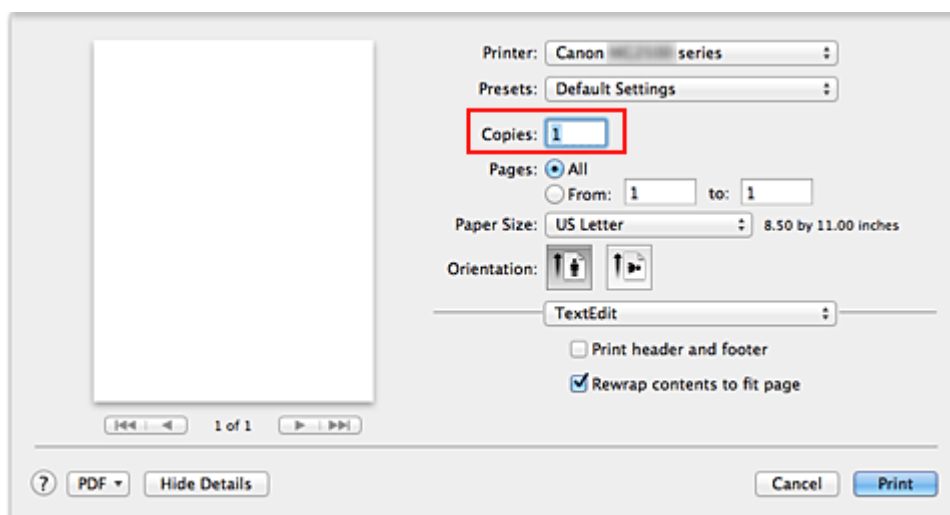 Printer: Canon series
Presets: Default Settings
Copies: 1
Pages: All
From: 1 to: 1
Paper Size: US Letter 8.50 by 11.00 inches
Orientation:
TextEdit
Print header and footer
Rewrap contents to fit page
1 of 1
? PDF Hide Details Cancel Print